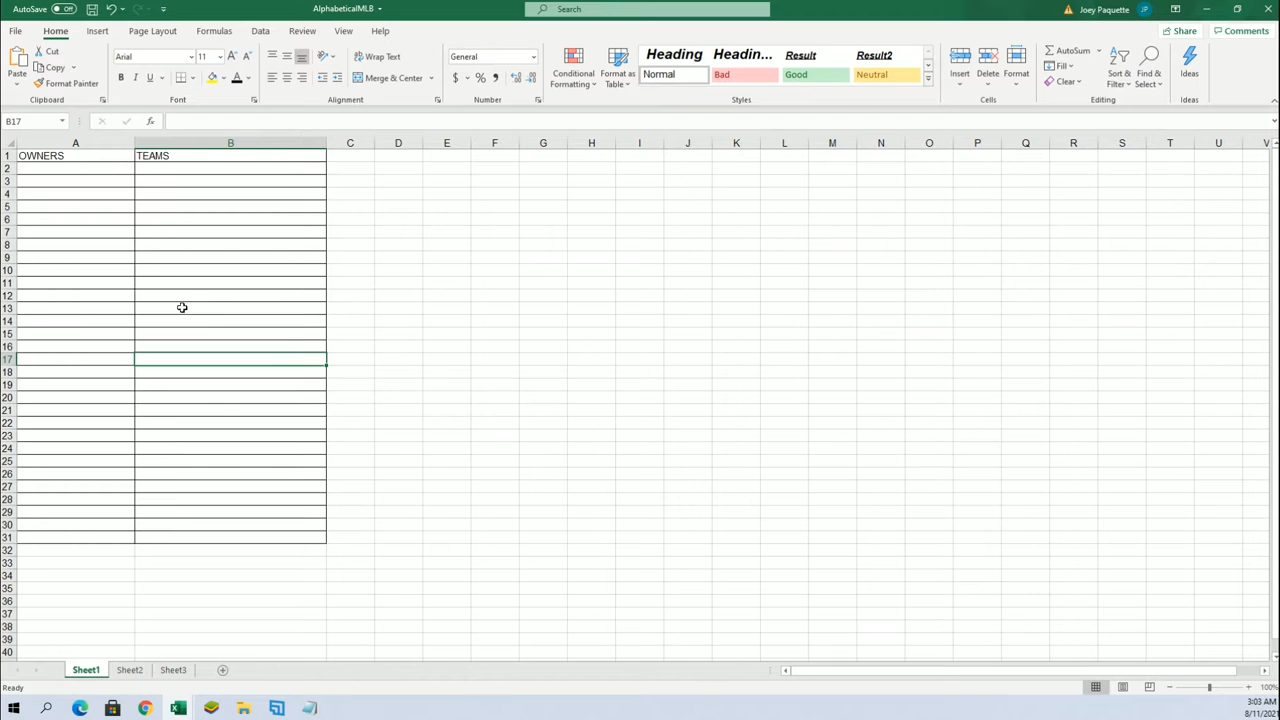 AutoSave Off AlphabeticalMLB Search Joey Paquette JP
File Home Insert Page Layout Formulas Data Review View Help Share Comments
Paste Cut Copy Format Painter Clipboard
Arial 11 B I U Font
Wrap Text Merge & Center Alignment
General $ % , Number
Conditional Formatting Format as Table Heading Headin... Result Result2 Normal Bad Good Neutral Styles
Insert Delete Format Cells
AutoSum Fill Clear Sort & Filter Find & Select Editing
Ideas Ideas
B17 fx
A B C D E F G H I J K L M N O P Q R S T U V
1 OWNERS TEAMS
2
3
4
5
6
7
8
9
10
11
12
13
14
15
16
17
18
19
20
21
22
23
24
25
26
27
28
29
30
31
32
33
34
35
36
37
38
39
40
Sheet1 Sheet2 Sheet3
Ready 100%
3:03 AM
8/11/2021